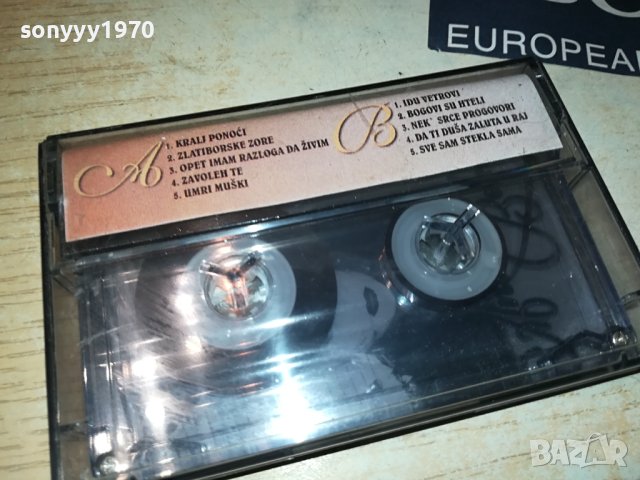 sonyyy1970
EUROPEAN
A
1. KRALJ PONOĆI
2. ZLATIBORSKE ZORE
3. OPET IMAM RAZLOGA DA ŽIVIM
4. ZAVOLEH TE
5. UMRI MUŠKI
B
1. IDU VETROVI
2. BOGOVI SU HTELI
3. NEK' SRCE PROGOVORI
4. DA TI DUŠA ZALUTA U RAJ
5. SVE SAM STEKLA SAMA
BAZAR